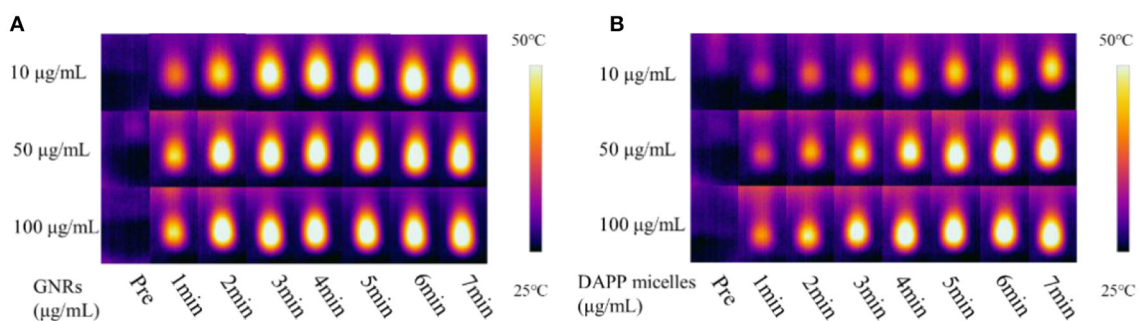 A
50℃
10 μg/mL
50 μg/mL
100 μg/mL
25℃
GNRs
(μg/mL)
Pre
1min
2min
3min
4min
5min
6min
7min
B
50℃
10 μg/mL
50 μg/mL
100 μg/mL
25℃
DAPP micelles
(μg/mL)
Pre
1min
2min
3min
4min
5min
6min
7min